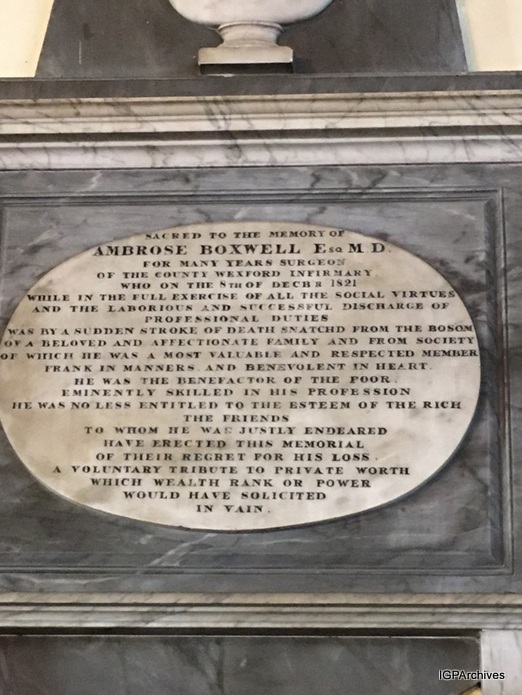 SACRED TO THE MEMORY OF
AMBROSE BOXWELL Esq M D.
FOR MANY YEARS SURGEON
OF THE COUNTY WEXFORD INFIRMARY
WHO ON THE 8TH OF DECBR 1821
WHILE IN THE FULL EXERCISE OF ALL THE SOCIAL VIRTUES
AND THE LABORIOUS AND SUCCESSFUL DISCHARGE OF
PROFESSIONAL DUTIES
WAS BY A SUDDEN STROKE OF DEATH SNATCHD FROM THE BOSOM
OF A BELOVED AND AFFECTIONATE FAMILY AND FROM SOCIETY
OF WHICH HE WAS A MOST VALUABLE AND RESPECTED MEMBER
FRANK IN MANNERS. AND BENEVOLENT IN HEART.
HE WAS THE BENEFACTOR OF THE POOR.
EMINENTLY SKILLED IN HIS PROFESSION
HE WAS NO LESS ENTITLED TO THE ESTEEM OF THE RICH
THE FRIENDS
TO WHOM HE WAS JUSTLY ENDEARED
HAVE ERECTED THIS MEMORIAL
OF THEIR REGRET FOR HIS LOSS.
A VOLUNTARY TRIBUTE TO PRIVATE WORTH
WHICH WEALTH RANK OR POWER
WOULD HAVE SOLICITED
IN VAIN.
IGPArchives